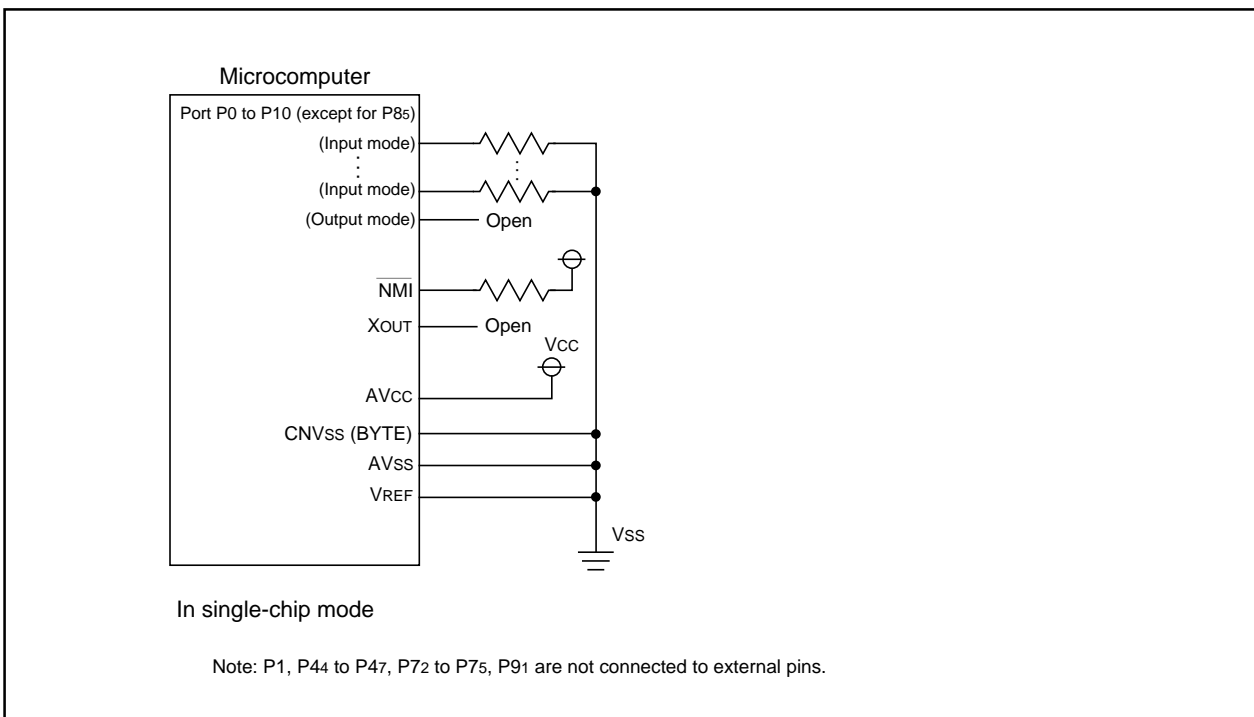 Microcomputer
Port P0 to P10 (except for P85)
(Input mode)
(Input mode)
(Output mode)
Open
NMI
XOUT
Open
VCC
AVCC
CNVSS (BYTE)
AVSS
VREF
VSS
In single-chip mode
Note: P1, P44 to P47, P72 to P75, P91 are not connected to external pins.